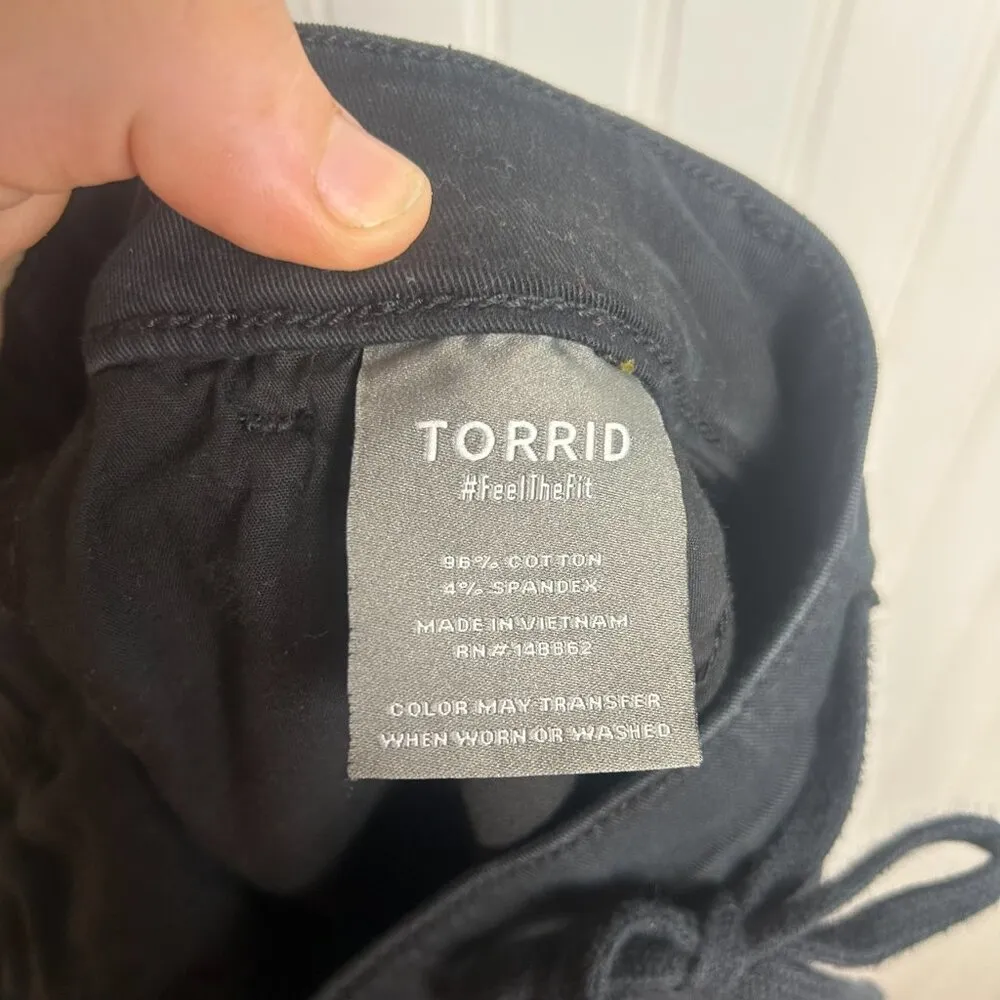 TORRID
#FeelTheFit
96% COTTON
4% SPANDEX
MADE IN VIETNAM
RN# 148862
COLOR MAY TRANSFER
WHEN WORN OR WASHED